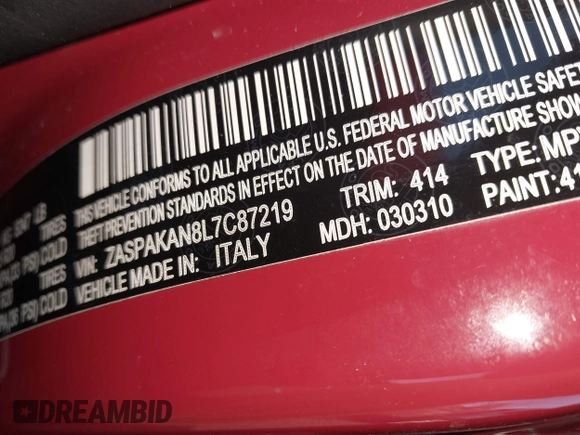 THIS VEHICLE CONFORMS TO ALL APPLICABLE U.S. FEDERAL MOTOR VEHICLE SAFETY
THEFT PREVENTION STANDARDS IN EFFECT ON THE DATE OF MANUFACTURE SHOW
LB
TIRES
PSI) COLD
TIRES
PSI) COLD
VIN: ZASPAKAN8L7C87219 TRIM: 414 TYPE: MP
VEHICLE MADE IN: ITALY MDH: 030310 PAINT: 41
DREAMBID